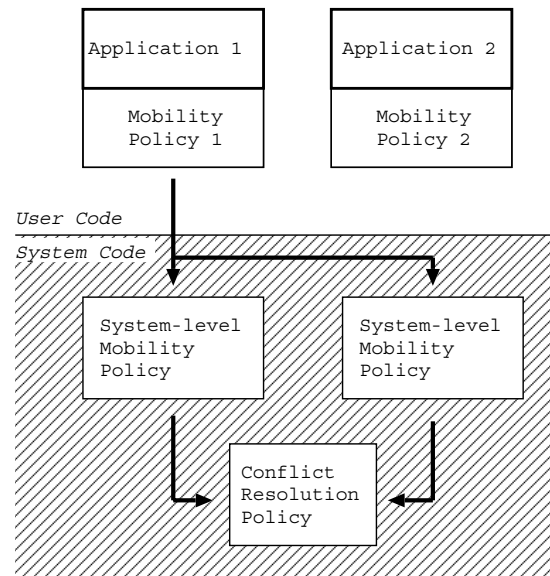 Application 1
Application 2
Mobility
Policy 1
Mobility
Policy 2
User Code
System Code
System-level
Mobility
Policy
System-level
Mobility
Policy
Conflict
Resolution
Policy